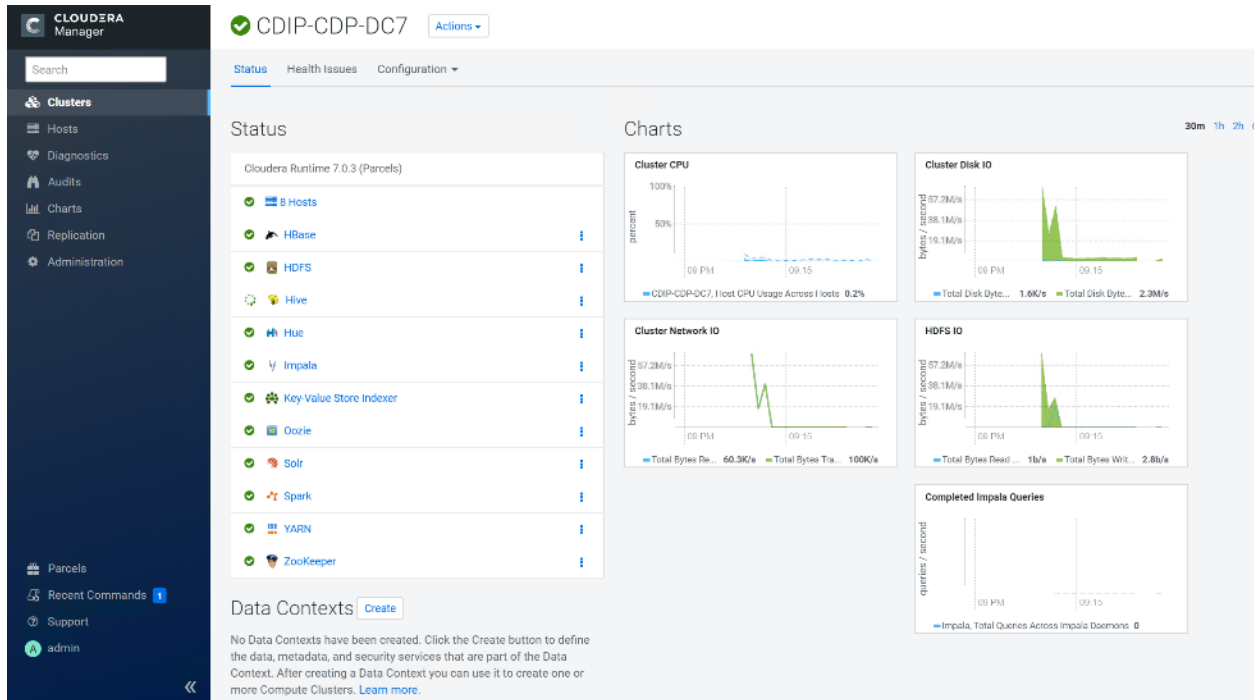 CLOUDERA
Manager
Search
Clusters
Hosts
Diagnostics
Audits
Charts
Replication
Administration
Parcels
Recent Commands 1
Support
A admin
CDIP-CDP-DC7 Actions
Status Health Issues Configuration
Status
Cloudera Runtime 7.0.3 (Parcels)
8 Hosts
HBase
HDFS
Hive
Hue
Impala
Key-Value Store Indexer
Oozie
Solr
Spark
YARN
ZooKeeper
Data Contexts Create
No Data Contexts have been created. Click the Create button to define
the data, metadata, and security services that are part of the Data
Context. After creating a Data Context you can use it to create one or
more Compute Clusters. Learn more.
Charts
30m 1h 2h
Cluster CPU
percent
100%
50%
09 PM 09:15
CDIP-CDP-DC7, Host CPU Usage Across Hosts 0.2%
Cluster Disk IO
bytes / second
57.2M/s
38.1M/s
19.1M/s
09 PM 09:15
Total Disk Byte... 1.6K/s Total Disk Byte... 2.3M/s
Cluster Network IO
bytes / second
57.2M/s
38.1M/s
19.1M/s
09 PM 09:15
Total Bytes Re... 60.3K/s Total Bytes Tra... 100K/s
HDFS IO
bytes / second
57.2M/s
38.1M/s
19.1M/s
09 PM 09:15
Total Bytes Read ... 1b/s Total Bytes Writ... 2.8b/s
Completed Impala Queries
queries / second
09 PM 09:15
Impala, Total Queries Across Impala Daemons 0